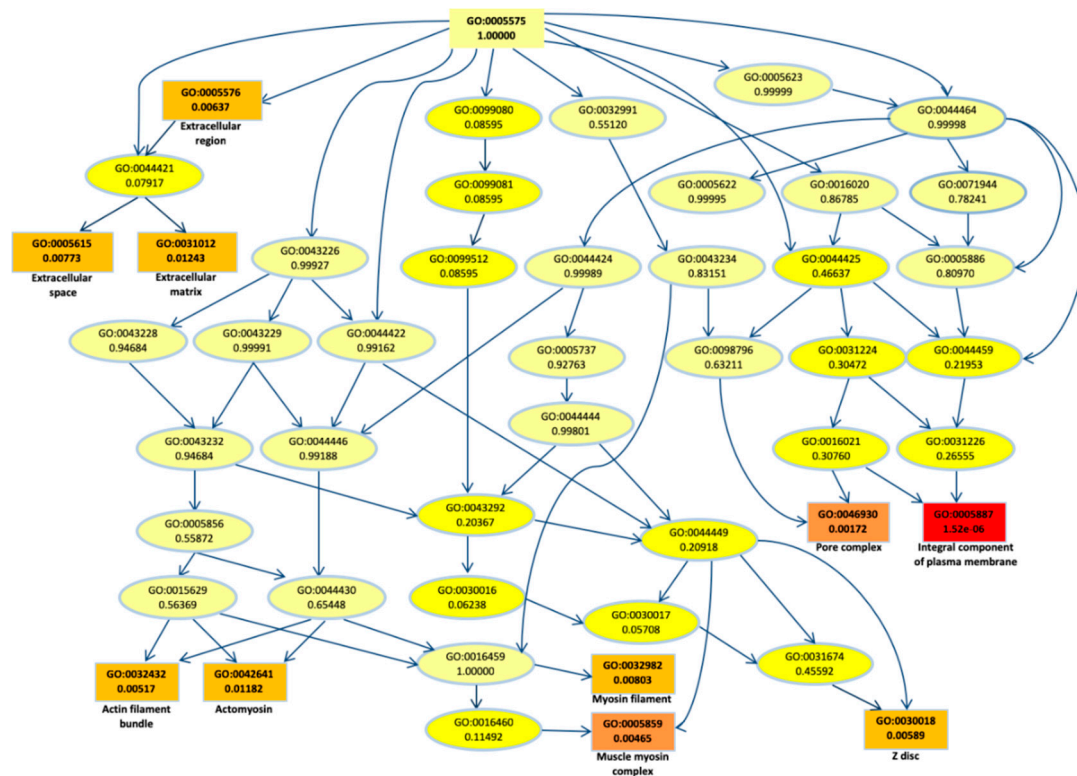 GO:0005575
1.00000
GO:0005576
0.00637
Extracellular
region
GO:0005623
0.99999
GO:0099080
0.08595
GO:0032991
0.55120
GO:0044464
0.99998
GO:0044421
0.07917
GO:0099081
0.08595
GO:0005622
0.99995
GO:0016020
0.86785
GO:0071944
0.78241
GO:0005615
0.00773
Extracellular
space
GO:0031012
0.01243
Extracellular
matrix
GO:0043226
0.99927
GO:0099512
0.08595
GO:0044424
0.99989
GO:0043234
0.83151
GO:0044425
0.46637
GO:0005886
0.80970
GO:0043228
0.94684
GO:0043229
0.99991
GO:0044422
0.99162
GO:0005737
0.92763
GO:0098796
0.63211
GO:0031224
0.30472
GO:0044459
0.21953
GO:0044444
0.99801
GO:0043232
0.94684
GO:0044446
0.99188
GO:0016021
0.30760
GO:0031226
0.26555
GO:0043292
0.20367
GO:0046930
0.00172
Pore complex
GO:0005887
1.52e-06
Integral component
of plasma membrane
GO:0005856
0.55872
GO:0044449
0.20918
GO:0015629
0.56369
GO:0044430
0.65448
GO:0030016
0.06238
GO:0030017
0.05708
GO:0016459
1.00000
GO:0031674
0.45592
GO:0032432
0.00517
Actin filament
bundle
GO:0042641
0.01182
Actomyosin
GO:0032982
0.00803
Myosin filament
GO:0016460
0.11492
GO:0005859
0.00465
Muscle myosin
complex
GO:0030018
0.00589
Z disc